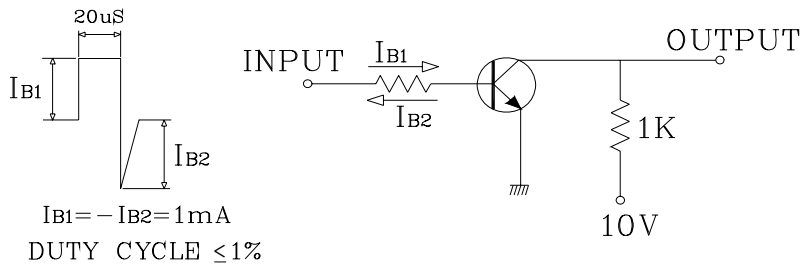 20uS
IB1
IB2
IB1=-IB2=1mA
DUTY CYCLE ≤1%
INPUT
IB1
IB2
OUTPUT
1K
10V